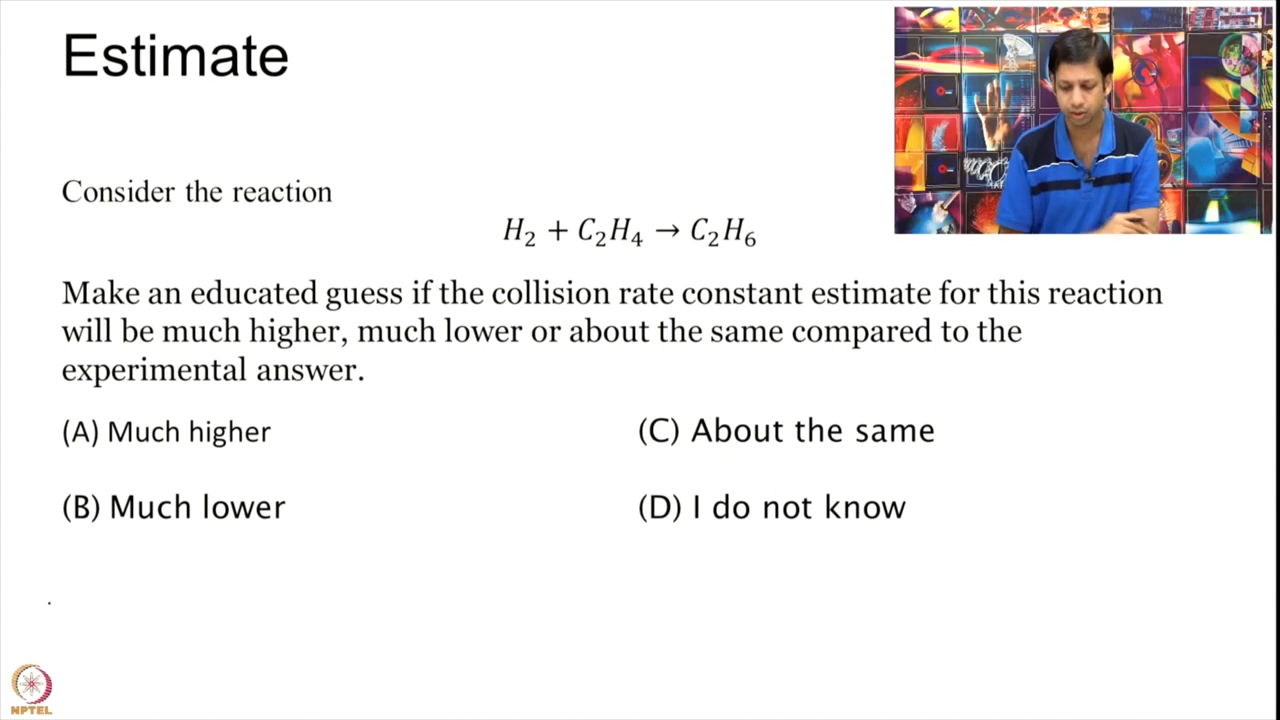 Estimate
Consider the reaction
H₂ + C₂H₄ → C₂H₆
Make an educated guess if the collision rate constant estimate for this reaction
will be much higher, much lower or about the same compared to the
experimental answer.
(A) Much higher
(C) About the same
(B) Much lower
(D) I do not know
NPTEL